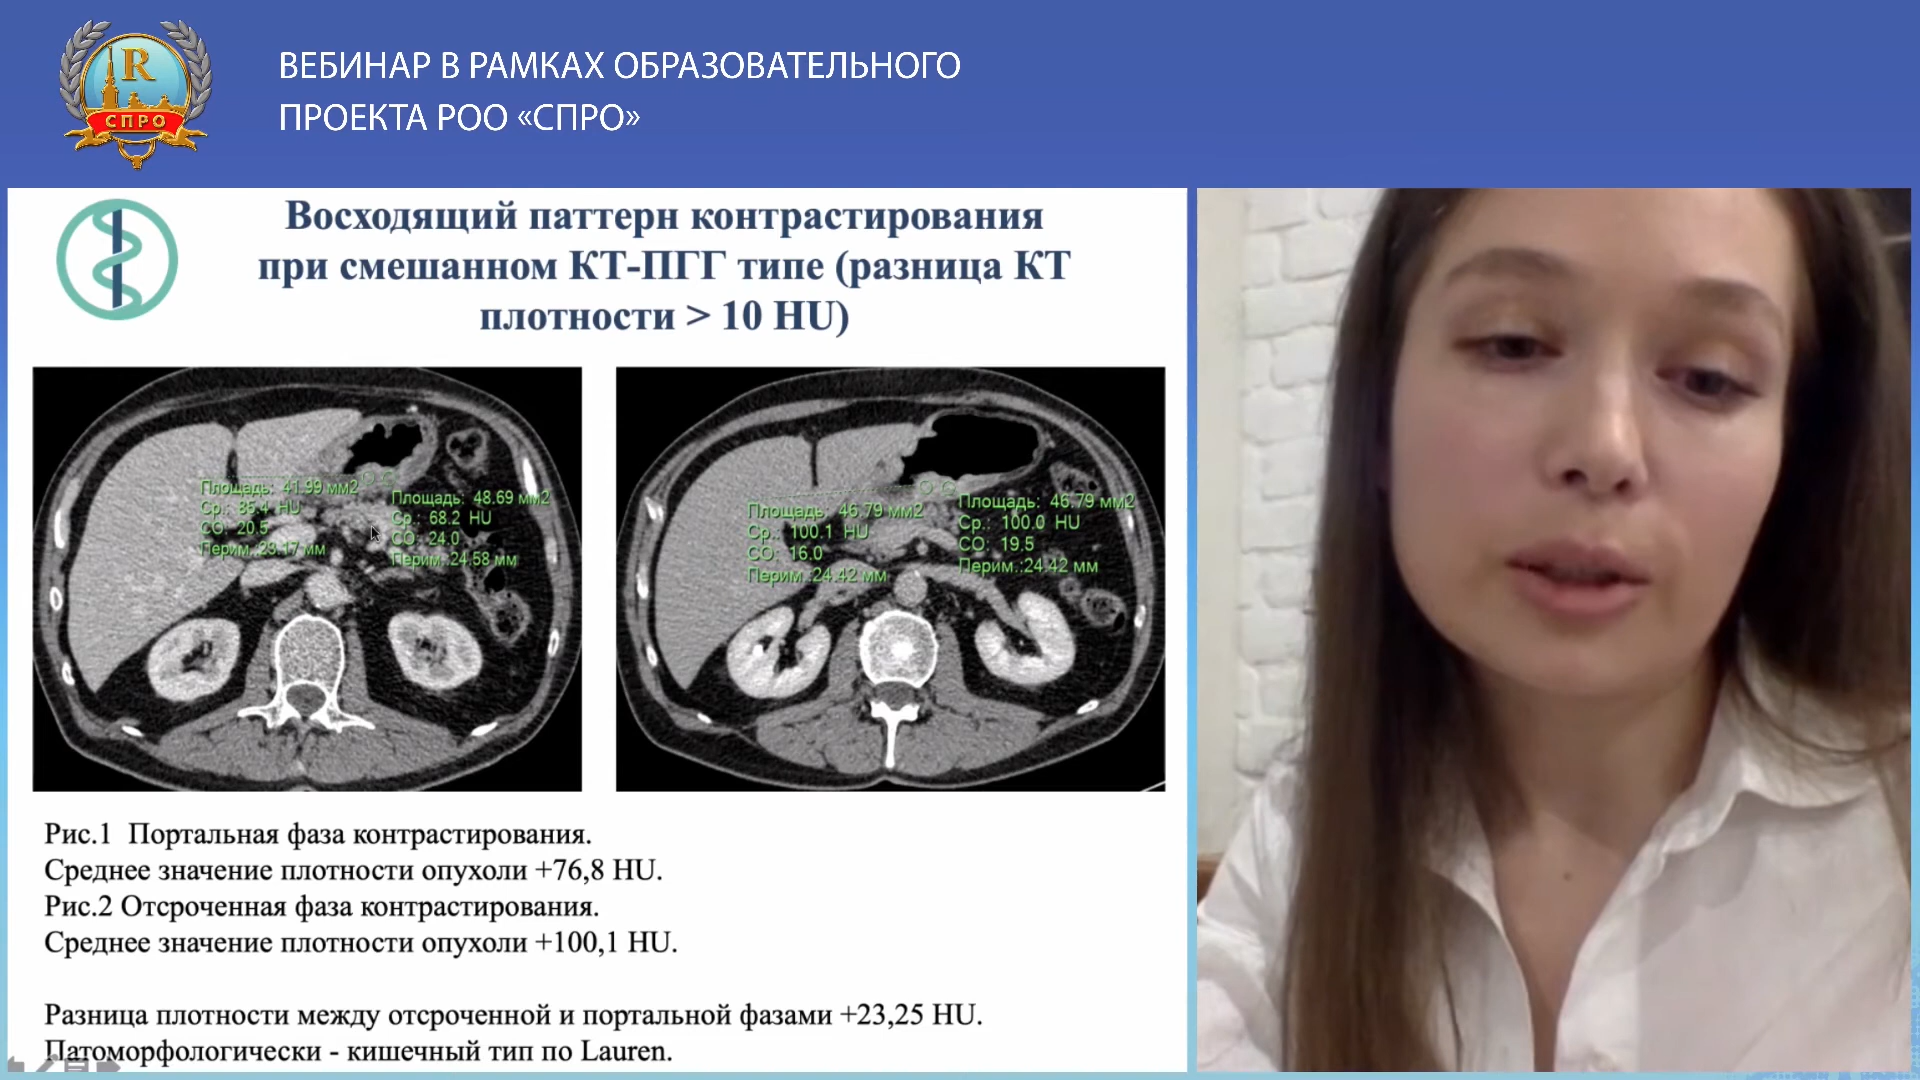 R
СПРО
ВЕБИНАР В РАМКАХ ОБРАЗОВАТЕЛЬНОГО
ПРОЕКТА РОО «СПРО»
Восходящий паттерн контрастирования
при смешанном КТ-ПГГ типе (разница КТ
плотности > 10 HU)
Площадь: 41.99 мм2
Ср.: 85.4 HU
СО: 20.5
Перим.:23.17 мм
Площадь: 48.69 мм2
Ср.: 68.2 HU
СО: 24.0
Перим.:24.58 мм
Площадь: 46.79 мм2
Ср.: 100.1 HU
СО: 16.0
Перим.:24.42 мм
Площадь: 46.79 мм2
Ср.: 100.0 HU
СО: 19.5
Перим.:24.42 мм
Рис.1 Портальная фаза контрастирования.
Среднее значение плотности опухоли +76,8 HU.
Рис.2 Отсроченная фаза контрастирования.
Среднее значение плотности опухоли +100,1 HU.
Разница плотности между отсроченной и портальной фазами +23,25 HU.
Патоморфологически - кишечный тип по Lauren.